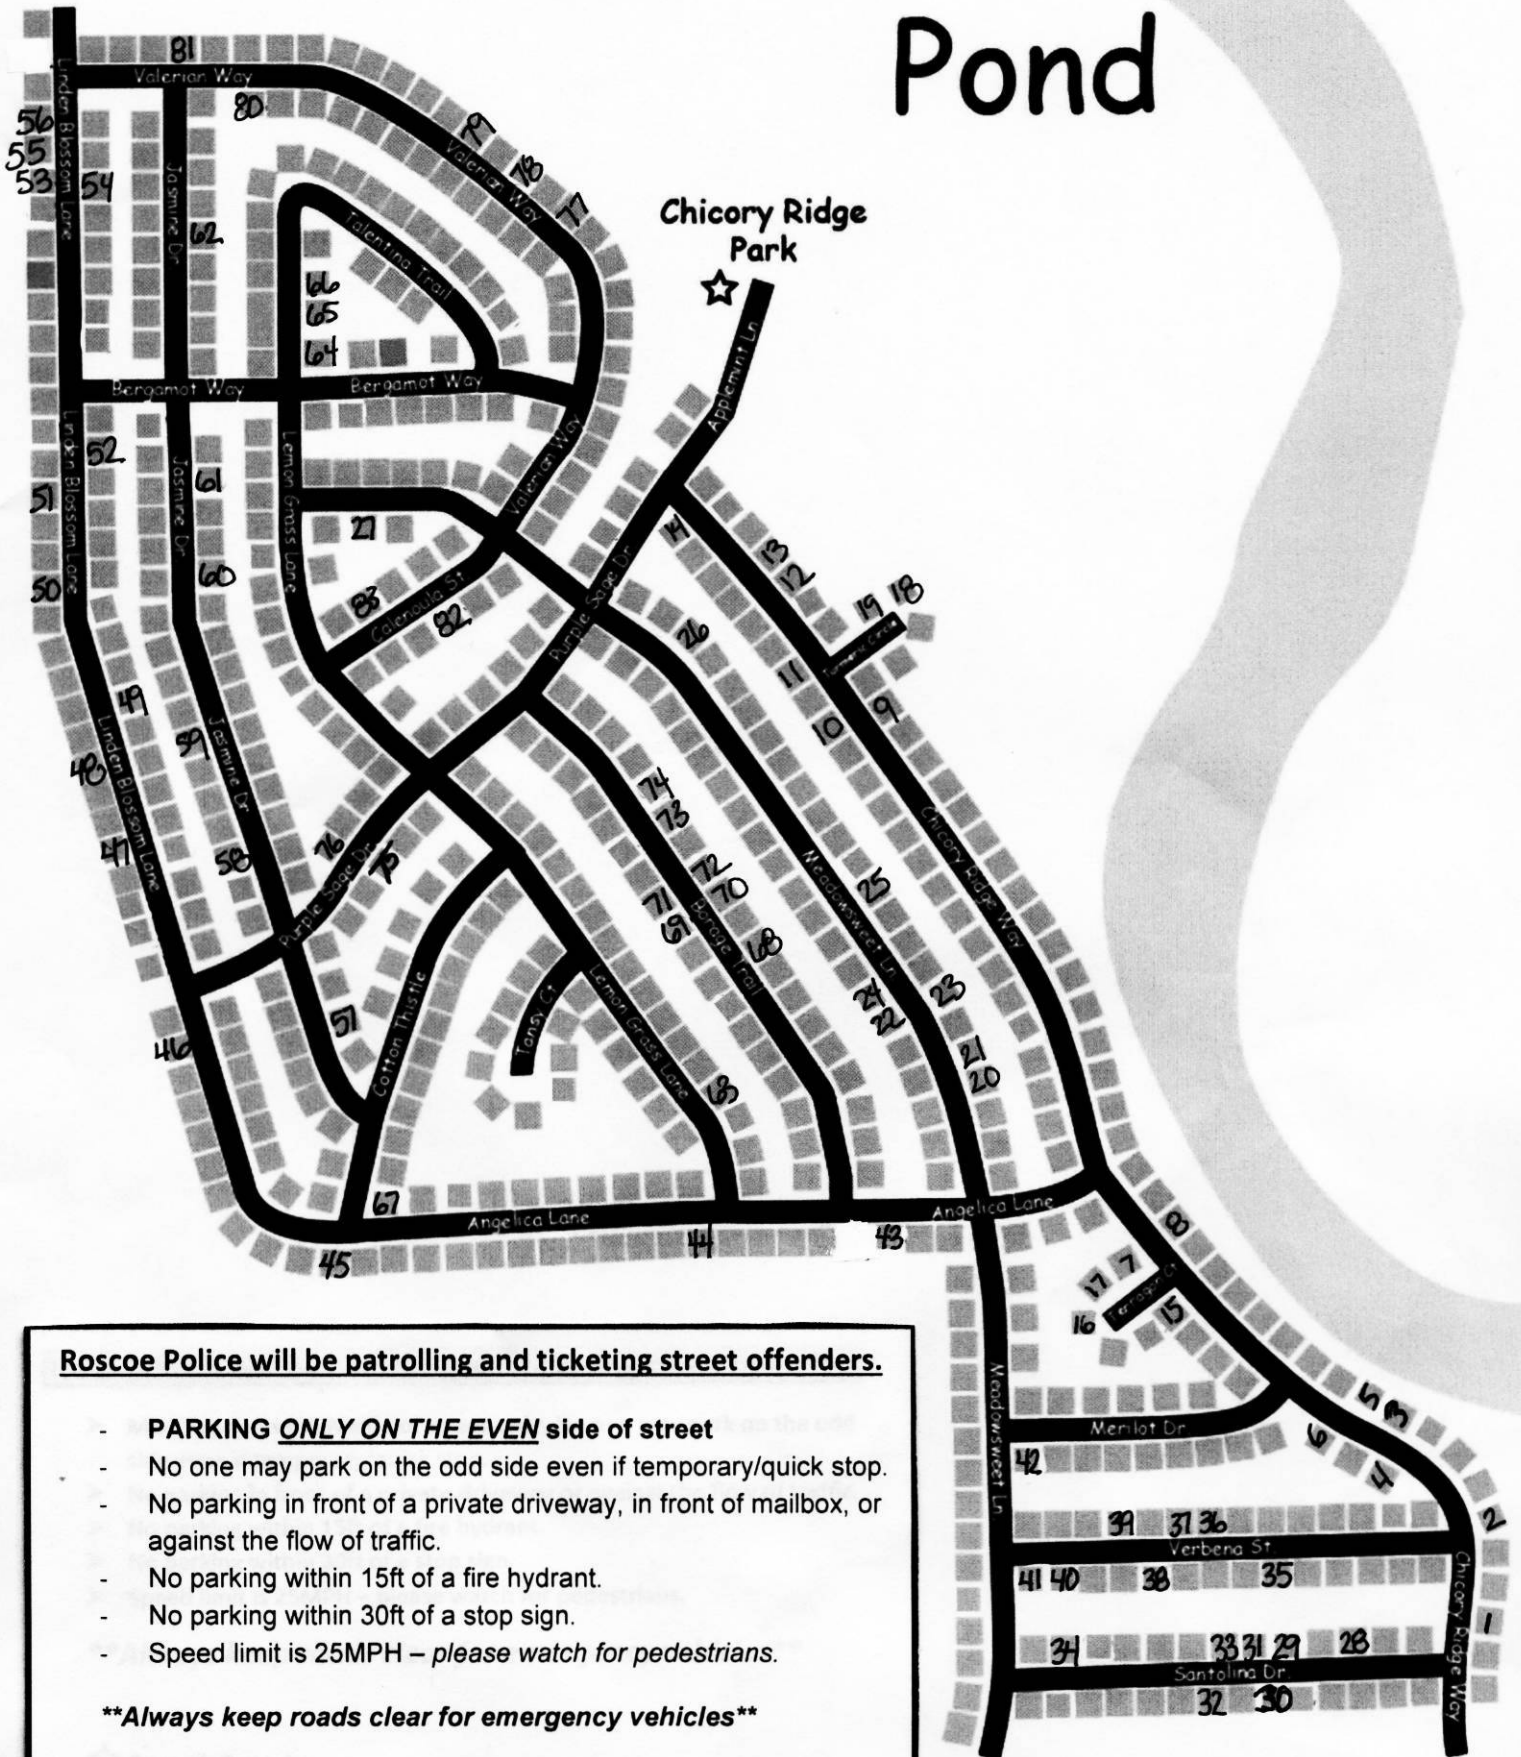 Pond
81
Valerian Way
80
79
Valerian Way
78
77
56
55
53
54
Linden Blossom Lane
Jasmine Dr
62
Talentina Trail
Chicory Ridge
Park
66
65
64
Applemint Ln
Bergamot Way
Bergamot Way
52
51
50
Linden Blossom Lane
61
Jasmine Dr
60
Lemon Grass Lane
27
Valerian Way
14
13
12
19
18
Turmeric Circle
83
Calendula St
82
Purple Sage Dr
26
11
10
9
49
48
Linden Blossom Lane
47
59
Jasmine Dr
58
76
75
Purple Sage Dr
74
73
72
70
71
69
Borage Trail
68
Meadowsweet Ln
25
24
22
23
21
20
Chicory Ridge Way
57
46
Cotton Thistle
Tansy Ct
Lemon Grass Lane
63
67
Angelica Lane
Angelica Lane
45
44
43
8
7
17
16
Terragon Ct
15
5
3
6
4
2
1
Merilot Dr.
42
Meadowsweet Ln
39
37
36
Verbena St.
41
40
38
35
34
33
31
29
28
Santolina Dr.
32
30
Chicory Ridge Way
Roscoe Police will be patrolling and ticketing street offenders.
- PARKING ONLY ON THE EVEN side of street
- No one may park on the odd side even if temporary/quick stop.
- No parking in front of a private driveway, in front of mailbox, or
against the flow of traffic.
- No parking within 15ft of a fire hydrant.
- No parking within 30ft of a stop sign.
- Speed limit is 25MPH – please watch for pedestrians.
**Always keep roads clear for emergency vehicles**